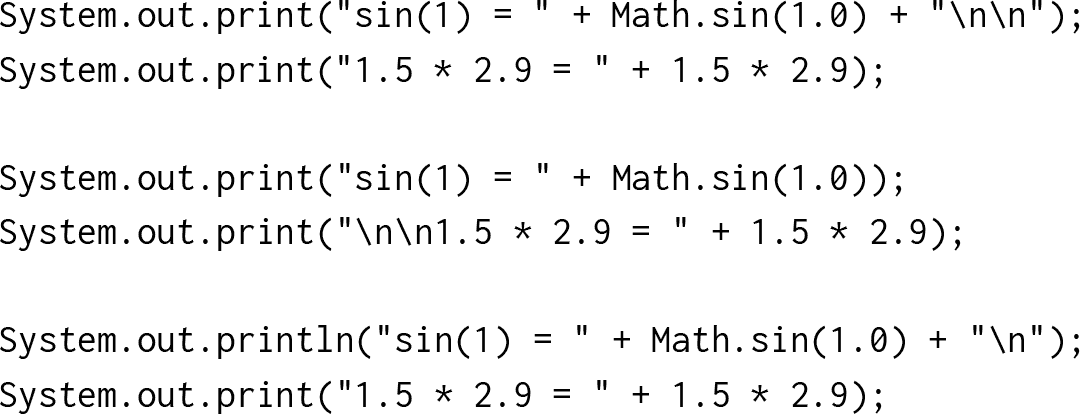 System.out.print("sin(1) = " + Math.sin(1.0) + "\n\n");
System.out.print("1.5 * 2.9 = " + 1.5 * 2.9);
System.out.print("sin(1) = " + Math.sin(1.0));
System.out.print("\n\n1.5 * 2.9 = " + 1.5 * 2.9);
System.out.println("sin(1) = " + Math.sin(1.0) + "\n");
System.out.print("1.5 * 2.9 = " + 1.5 * 2.9);